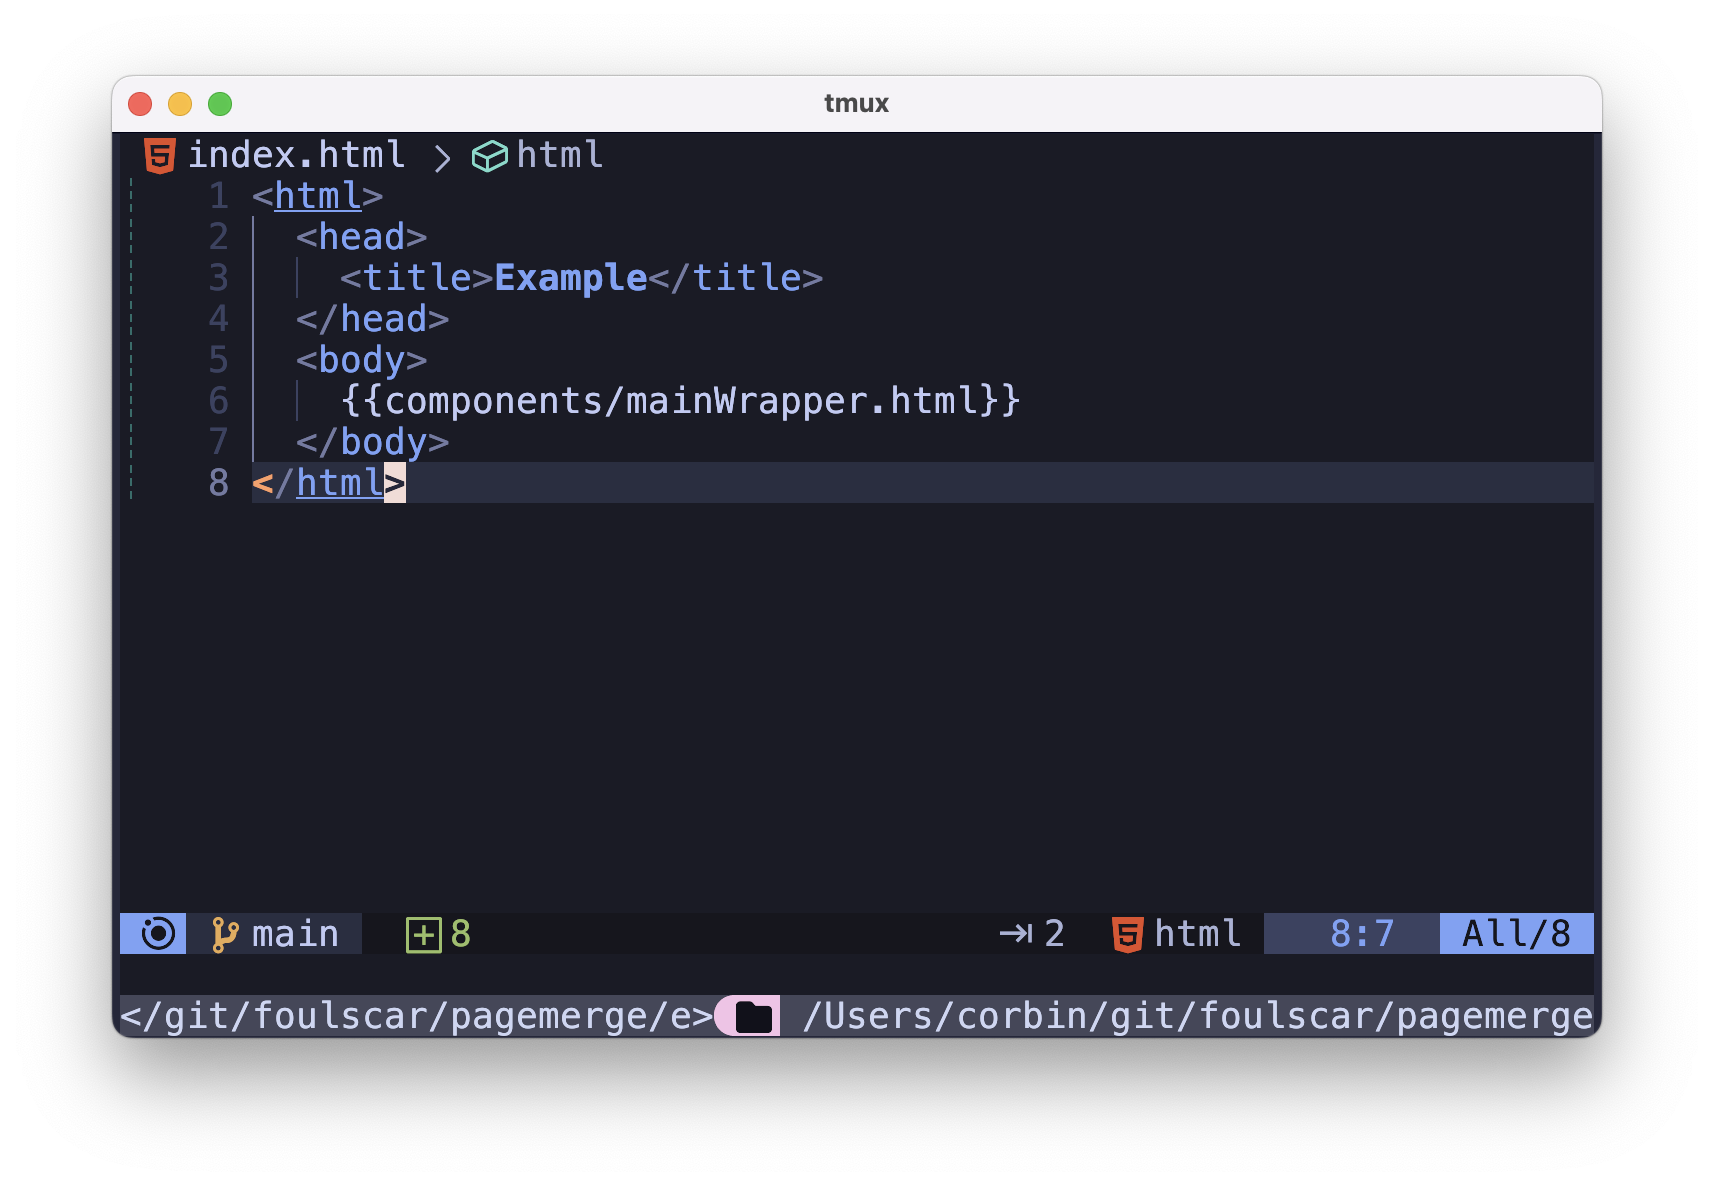 tmux
index.html > html
1 <html>
2 <head>
3 <title>Example</title>
4 </head>
5 <body>
6 {{components/mainWrapper.html}}
7 </body>
8 </html>
main 8 2 html 8:7 All/8
</git/foulscar/pagemerge/e> /Users/corbin/git/foulscar/pagemerge